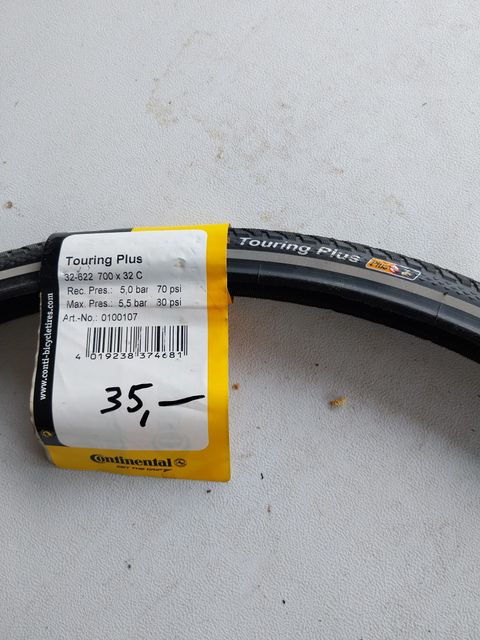 Touring Plus
Touring Plus
32-622 700 x 32 C
Rec. Pres.: 5,0 bar 70 psi
Max. Pres.: 5,5 bar 80 psi
Art.-No.: 0100107
4 019238 374681
35,—
www.conti-bicycletires.com
Continental